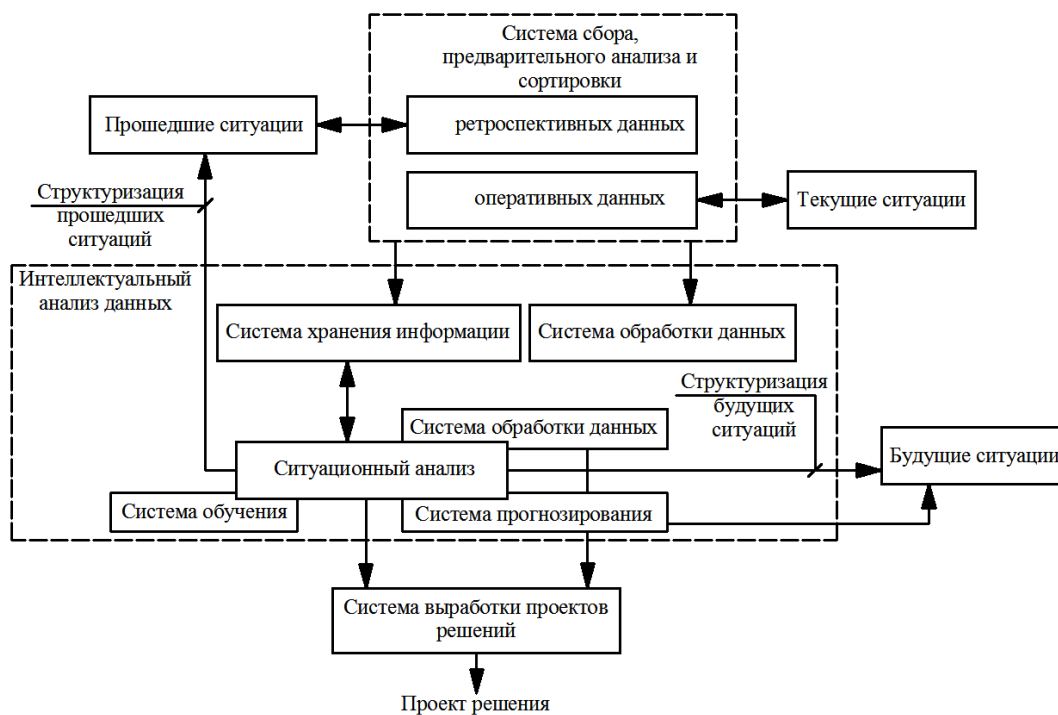 Система сбора,
предварительного анализа и
сортировки
Прошедшие ситуации
ретроспективных данных
оперативных данных
Текущие ситуации
Структуризация
прошедших
ситуаций
Интеллектуальный
анализ данных
Система хранения информации
Система обработки данных
Структуризация
будущих
ситуаций
Система обработки данных
Ситуационный анализ
Будущие ситуации
Система обучения
Система прогнозирования
Система выработки проектов
решений
Проект решения